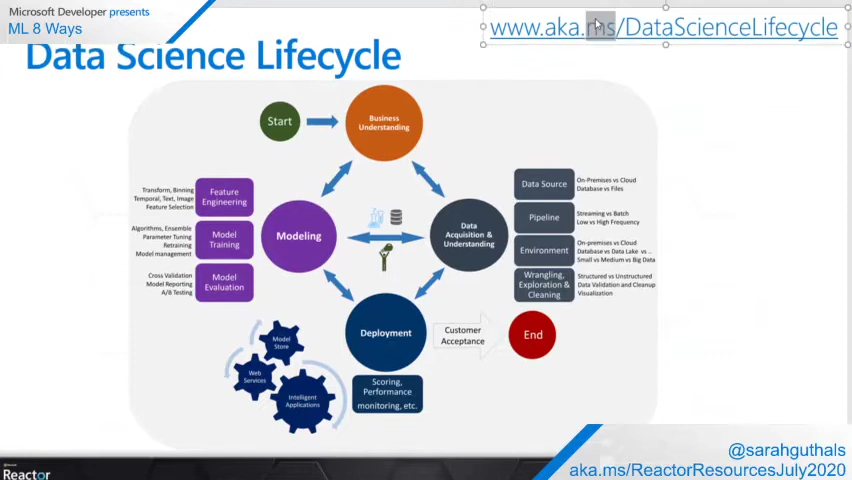 Microsoft Developer presents
ML 8 Ways
www.aka.ms/DataScienceLifecycle
Data Science Lifecycle
Start
Business
Understanding
Transform, Binning
Temporal, Text, Image
Feature Selection
Feature
Engineering
Algorithms, Ensemble
Parameter Tuning
Retraining
Model management
Model
Training
Cross Validation
Model Reporting
A/B Testing
Model
Evaluation
Modeling
Data
Acquisition &
Understanding
Data Source
On-Premises vs Cloud
Database vs Files
Pipeline
Streaming vs Batch
Low vs High Frequency
Environment
On-premises vs Cloud
Database vs Data Lake vs ..
Small vs Medium vs Big Data
Wrangling,
Exploration &
Cleaning
Structured vs Unstructured
Data Validation and Cleanup
Visualization
Deployment
Customer
Acceptance
End
Model
Store
Web
Services
Intelligent
Applications
Scoring,
Performance
monitoring, etc.
Microsoft
Reactor
@sarahguthals
aka.ms/ReactorResourcesJuly2020